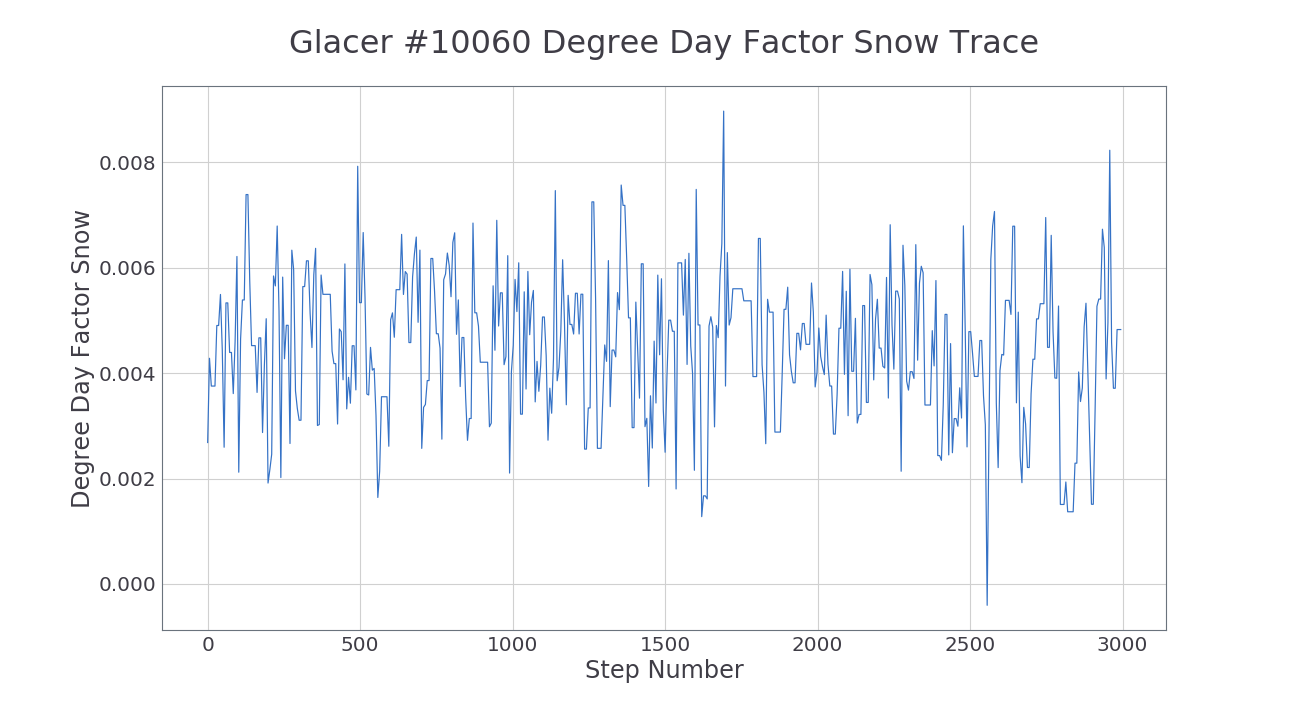 Glacer #10060 Degree Day Factor Snow Trace
Degree Day Factor Snow
0.008
0.006
0.004
0.002
0.000
0 500 1000 1500 2000 2500 3000
Step Number